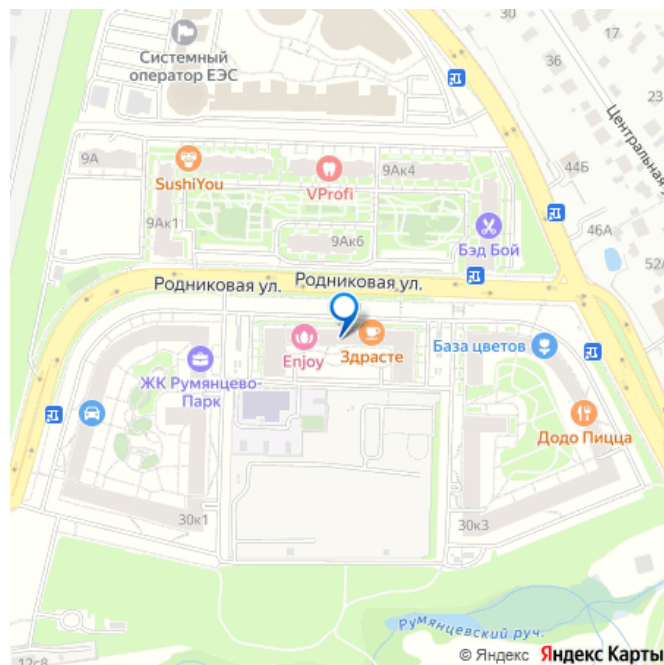 30
17
Системный
оператор ЕЭС
36
23
Центральная
9А
SushiYou
VProfi
9Ак4
44Б
9Ак1
9Ак6
Бэд Бой
46А
52А
Родниковая ул.
Родниковая ул.
Enjoy
Здрасте
База цветов
ЖК Румянцево-
Парк
Додо Пицца
30к1
30к3
Румянцевский руч.
12с8
© Яндекс Яндекс Карты